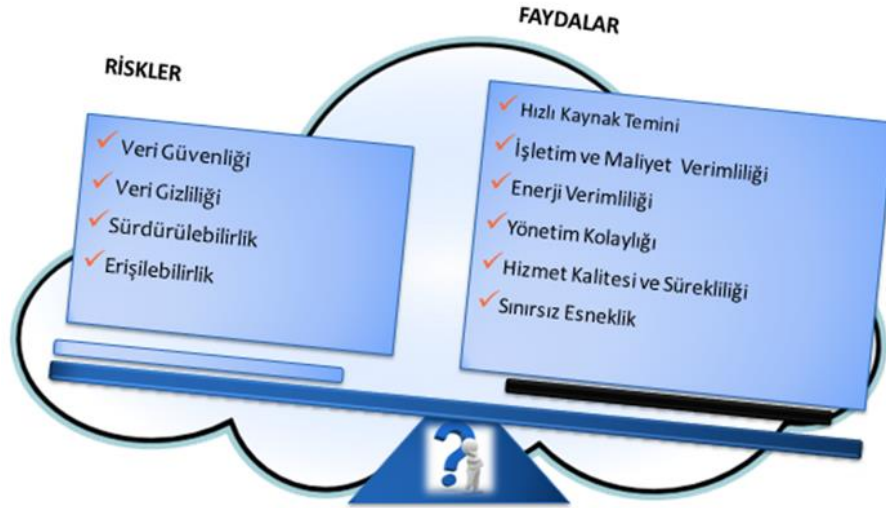 RİSKLER
Veri Güvenliği
Veri Gizliliği
Sürdürülebilirlik
Erişilebilirlik
FAYDALAR
Hızlı Kaynak Temini
İşletim ve Maliyet Verimliliği
Enerji Verimliliği
Yönetim Kolaylığı
Hizmet Kalitesi ve Sürekliliği
Sınırsız Esneklik
?